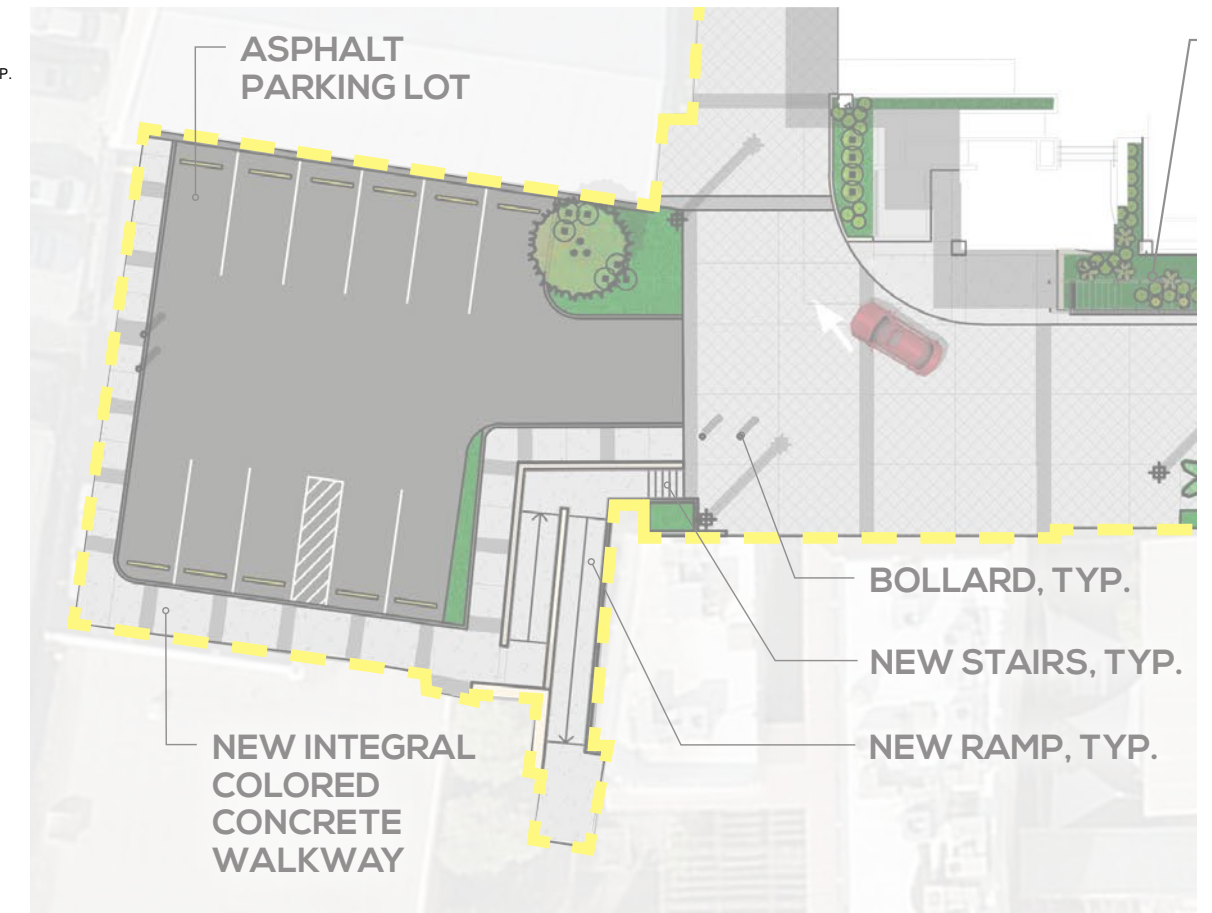 P.
ASPHALT
PARKING LOT
BOLLARD, TYP.
NEW STAIRS, TYP.
NEW RAMP, TYP.
NEW INTEGRAL
COLORED
CONCRETE
WALKWAY